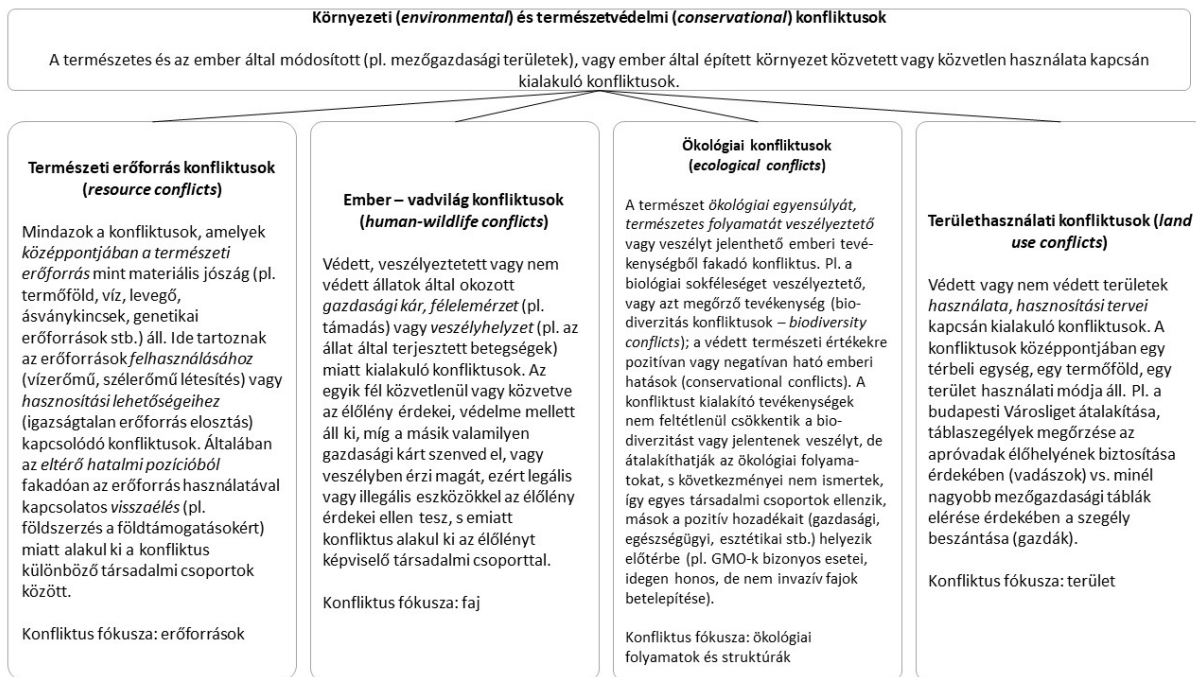 Környezeti (environmental) és természetvédelmi (conservational) konfliktusok
A természetes és az ember által módosított (pl. mezőgazdasági területek), vagy ember által épített környezet közvetett vagy közvetlen használata kapcsán
kialakuló konfliktusok.
Természeti erőforrás konfliktusok
(resource conflicts)
Mindazok a konfliktusok, amelyek
középpontjában a természeti
erőforrás mint materiális jószág (pl.
termőföld, víz, levegő,
ásványkincsek, genetikai
erőforrások stb.) áll. Ide tartoznak
az erőforrások felhasználásához
(vízerőmű, szélerőmű létesítés) vagy
hasznosítási lehetőségeihez
(igazságtalan erőforrás elosztás)
kapcsolódó konfliktusok. Általában
az eltérő hatalmi pozícióból
fakadóan az erőforrás használatával
kapcsolatos visszaélés (pl.
földszerzés a földtámogatásokért)
miatt alakul ki a konfliktus
különböző társadalmi csoportok
között.
Konfliktus fókusza: erőforrások
Ember – vadvilág konfliktusok
(human-wildlife conflicts)
Védett, veszélyeztetett vagy nem
védett állatok által okozott
gazdasági kár, félelemérzet (pl.
támadás) vagy veszélyhelyzet (pl. az
állat által terjesztett betegségek)
miatt kialakuló konfliktusok. Az
egyik fél közvetlenül vagy közvetve
az élőlény érdekei, védelme mellett
áll ki, míg a másik valamilyen
gazdasági kárt szenved el, vagy
veszélyben érzi magát, ezért legális
vagy illegális eszközökkel az élőlény
érdekei ellen tesz, s emiatt
konfliktus alakul ki az élőlényt
képviselő társadalmi csoporttal.
Konfliktus fókusza: faj
Ökológiai konfliktusok
(ecological conflicts)
A természet ökológiai egyensúlyát,
természetes folyamatát veszélyeztető
vagy veszélyt jelenthető emberi tevé-
kenységből fakadó konfliktus. Pl. a
biológiai sokféleséget veszélyeztető,
vagy azt megőrző tevékenység (bio-
diverzitás konfliktusok – biodiversity
conflicts); a védett természeti értékekre
pozitívan vagy negatívan ható emberi
hatások (conservational conflicts). A
konfliktust kialakító tevékenységek
nem feltétlenül csökkentik a bio-
diverzitást vagy jelentenek veszélyt, de
átalakíthatják az ökológiai folyama-
tokat, s következményei nem ismertek,
így egyes társadalmi csoportok ellenzik,
mások a pozitív hozadékait (gazdasági,
egészségügyi, esztétikai stb.) helyezik
előtérbe (pl. GMO-k bizonyos esetei,
idegen honos, de nem invazív fajok
betelepítése).
Konfliktus fókusza: ökológiai
folyamatok és struktúrák
Területhasználati konfliktusok (land
use conflicts)
Védett vagy nem védett területek
használata, hasznosítási tervei
kapcsán kialakuló konfliktusok. A
konfliktusok középpontjában egy
térbeli egység, egy termőföld, egy
terület használati módja áll. Pl. a
budapesti Városliget átalakítása,
táblaszegélyek megőrzése az
apróvadak élőhelyének biztosítása
érdekében (vadászok) vs. minél
nagyobb mezőgazdasági táblák
elérése érdekében a szegély
beszántása (gazdák).
Konfliktus fókusza: terület